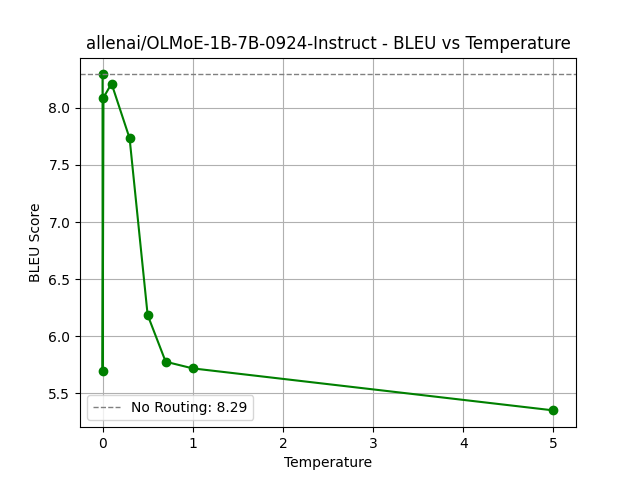 allenai/OLMoE-1B-7B-0924-Instruct - BLEU vs Temperature
BLEU Score
8.0
7.5
7.0
6.5
6.0
5.5
No Routing: 8.29
0 1 2 3 4 5
Temperature